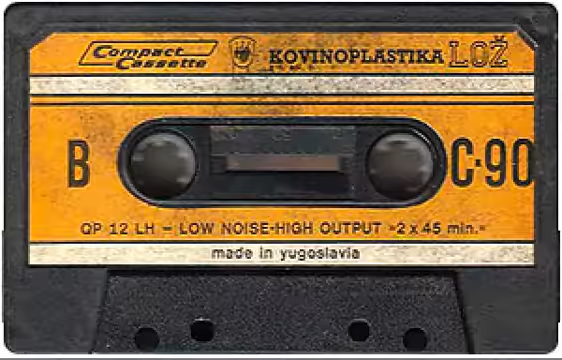 Compact Cassette KOVINOPLASTIKA LOŽ
B C·90
QP 12 LH – LOW NOISE-HIGH OUTPUT »2 x 45 min.«
made in yugoslavia